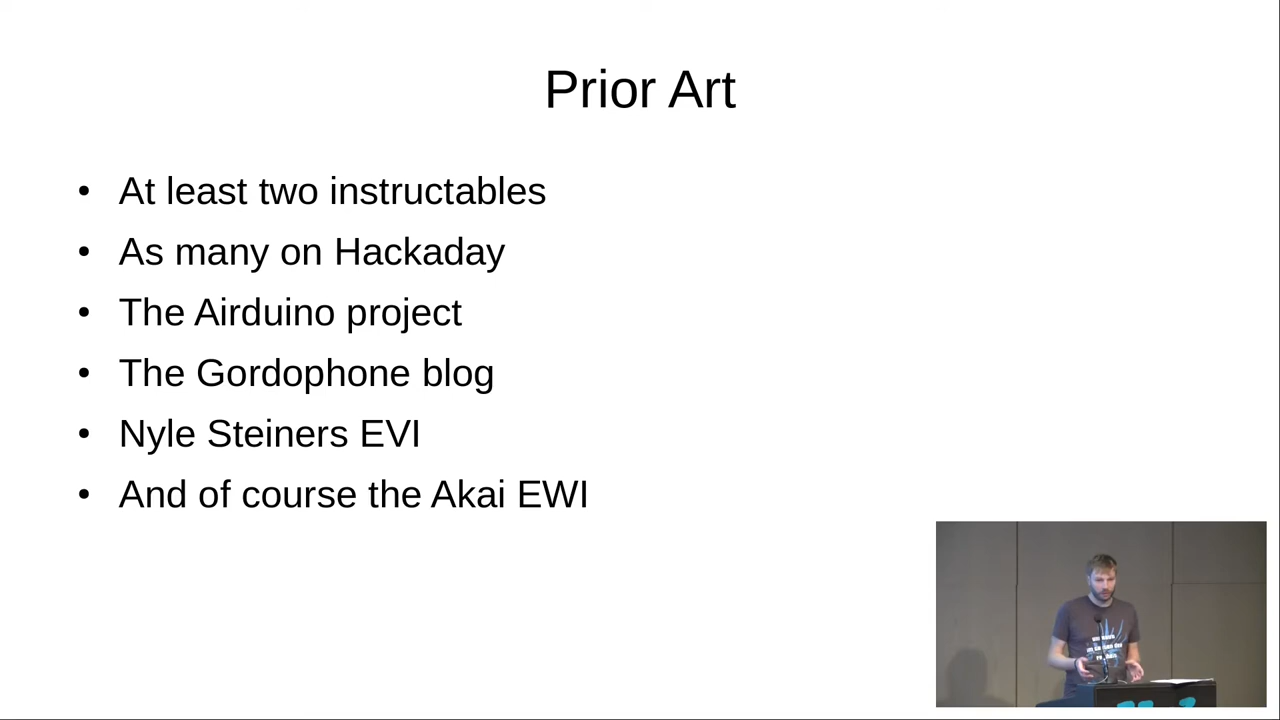 Prior Art
• At least two instructables
• As many on Hackaday
• The Airduino project
• The Gordophone blog
• Nyle Steiners EVI
• And of course the Akai EWI